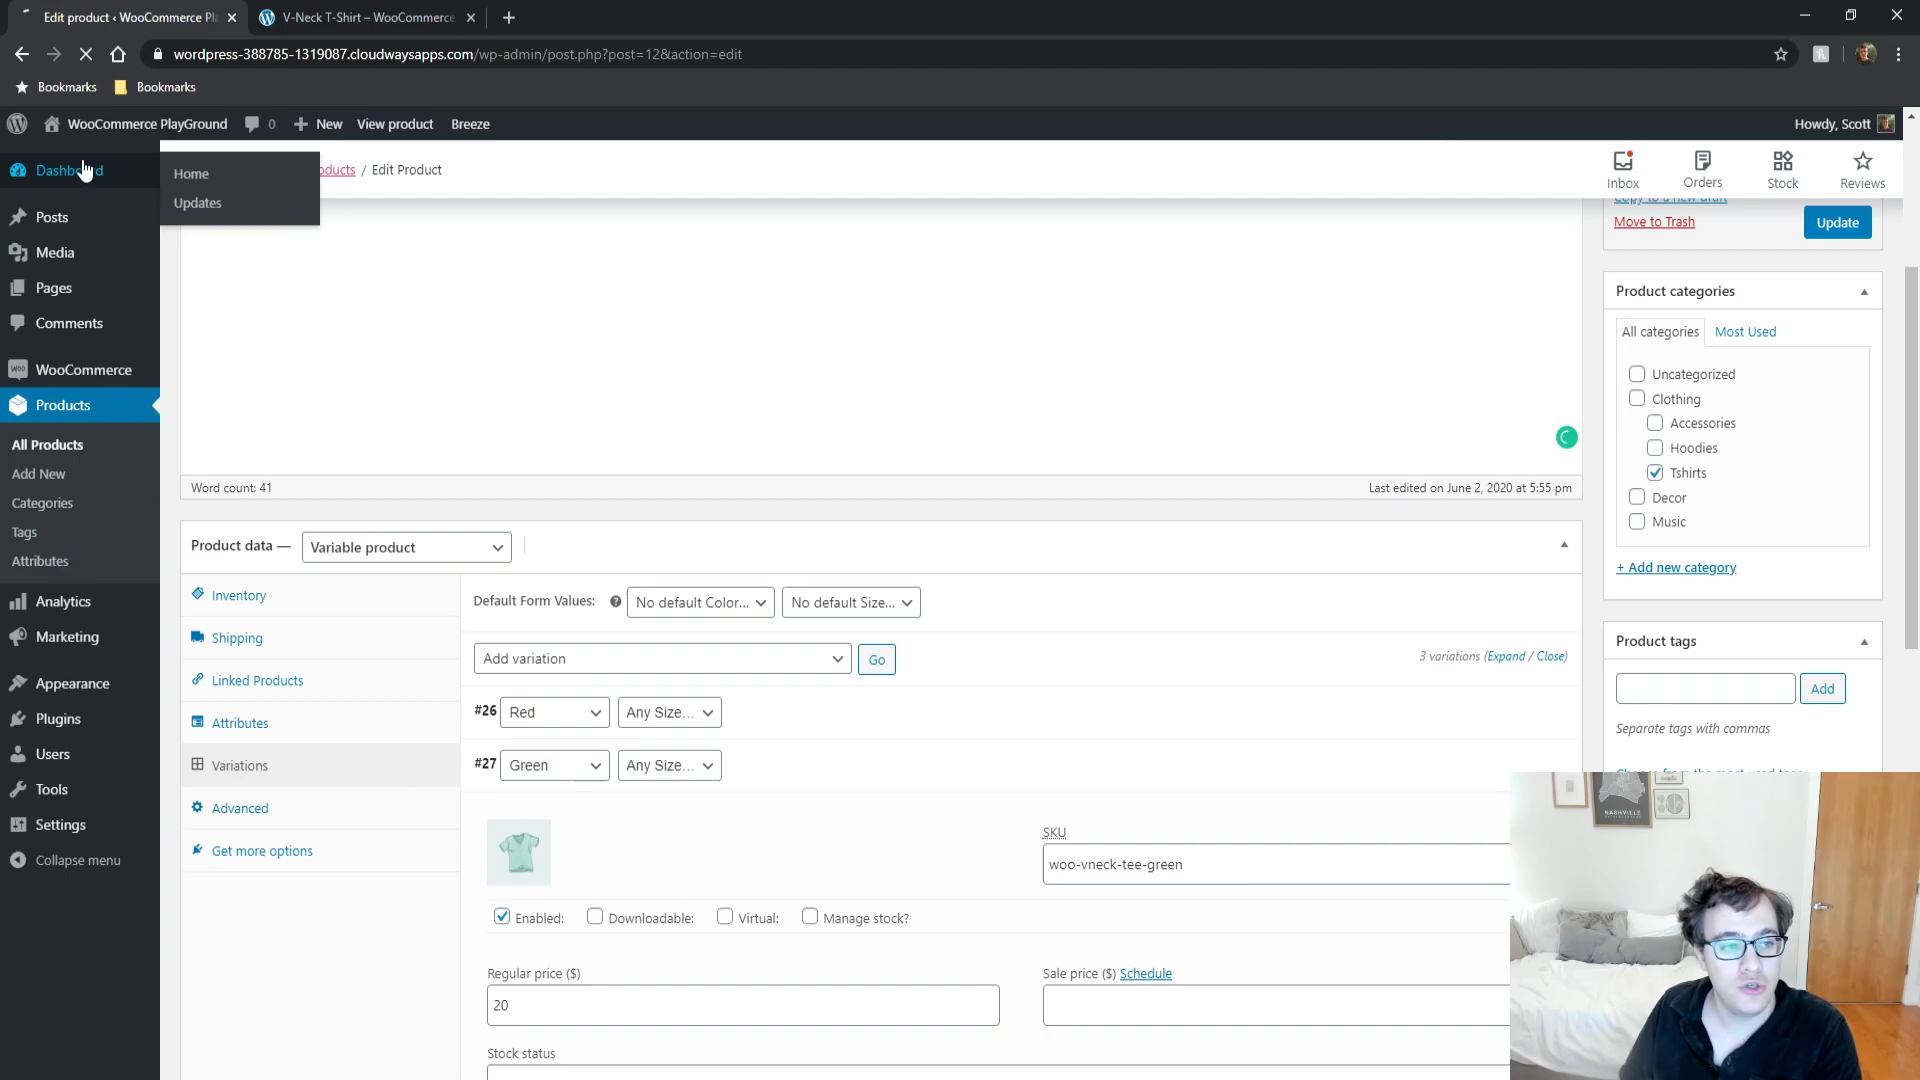 Edit product ‹ WooCommerce Pl
V-Neck T-Shirt – WooCommerce
wordpress-388785-1319087.cloudwaysapps.com/wp-admin/post.php?post=12&action=edit
Bookmarks
Bookmarks
WooCommerce PlayGround
0
New
View product
Breeze
Howdy, Scott
Dashboard
Home
Updates
oducts / Edit Product
Inbox
Orders
Stock
Reviews
Copy to a new draft
Move to Trash
Update
Posts
Media
Pages
Comments
WooCommerce
Products
All Products
Add New
Categories
Tags
Attributes
Analytics
Marketing
Appearance
Plugins
Users
Tools
Settings
Collapse menu
Word count: 41
Last edited on June 2, 2020 at 5:55 pm
Product data —
Variable product
Inventory
Shipping
Linked Products
Attributes
Variations
Advanced
Get more options
Default Form Values:
No default Color...
No default Size...
Add variation
Go
3 variations (Expand / Close)
#26
Red
Any Size...
#27
Green
Any Size...
SKU
woo-vneck-tee-green
Enabled:
Downloadable:
Virtual:
Manage stock?
Regular price ($)
20
Sale price ($) Schedule
Stock status
Product categories
All categories
Most Used
Uncategorized
Clothing
Accessories
Hoodies
Tshirts
Decor
Music
+ Add new category
Product tags
Add
Separate tags with commas
NASHVILLE